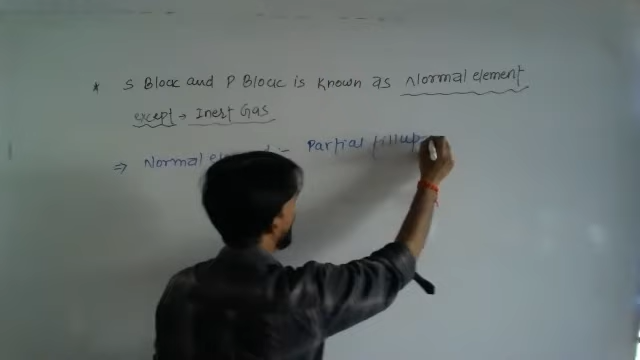 * S Block and P Block is known as Normal element
except → Inert Gas
⇒ Normal :- Partial fillup